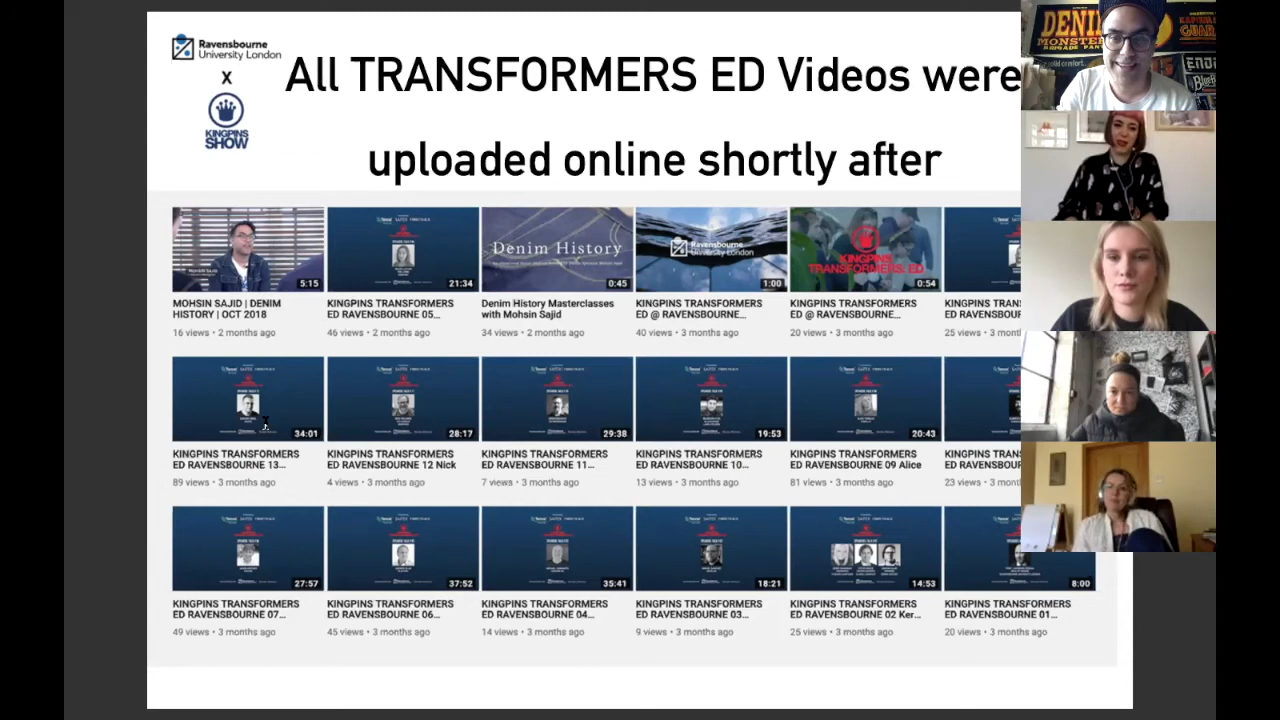 Ravensbourne
University London
X
KINGPINS
SHOW
All TRANSFORMERS ED Videos were
uploaded online shortly after
DENIM
MONSTER
5:15
21:34
Denim History
0:45
Ravensbourne
University London
1:00
KINGPINS
TRANSFORMERS. ED
0:54
MOHSIN SAJID | DENIM
HISTORY | OCT 2018
16 views • 2 months ago
KINGPINS TRANSFORMERS
ED RAVENSBOURNE 05...
46 views • 2 months ago
Denim History Masterclasses
with Mohsin Sajid
34 views • 2 months ago
KINGPINS TRANSFORMERS
ED @ RAVENSBOURNE...
40 views • 3 months ago
KINGPINS TRANSFORMERS
ED @ RAVENSBOURNE...
20 views • 3 months ago
KINGPINS
ED RAVENS
25 views • 3
34:01
28:17
29:38
19:53
20:43
KINGPINS TRANSFORMERS
ED RAVENSBOURNE 13...
89 views • 3 months ago
KINGPINS TRANSFORMERS
ED RAVENSBOURNE 12 Nick
4 views • 3 months ago
KINGPINS TRANSFORMERS
ED RAVENSBOURNE 11...
7 views • 3 months ago
KINGPINS TRANSFORMERS
ED RAVENSBOURNE 10...
13 views • 3 months ago
KINGPINS TRANSFORMERS
ED RAVENSBOURNE 09 Alice
81 views • 3 months ago
KINGPINS
ED RAVENS
23 views • 3
27:57
37:52
35:41
18:21
14:53
8:00
KINGPINS TRANSFORMERS
ED RAVENSBOURNE 07...
49 views • 3 months ago
KINGPINS TRANSFORMERS
ED RAVENSBOURNE 06...
45 views • 3 months ago
KINGPINS TRANSFORMERS
ED RAVENSBOURNE 04...
14 views • 3 months ago
KINGPINS TRANSFORMERS
ED RAVENSBOURNE 03...
9 views • 3 months ago
KINGPINS TRANSFORMERS
ED RAVENSBOURNE 02 Ker...
25 views • 3 months ago
KINGPINS TRANSFORMERS
ED RAVENSBOURNE 01...
20 views • 3 months ago